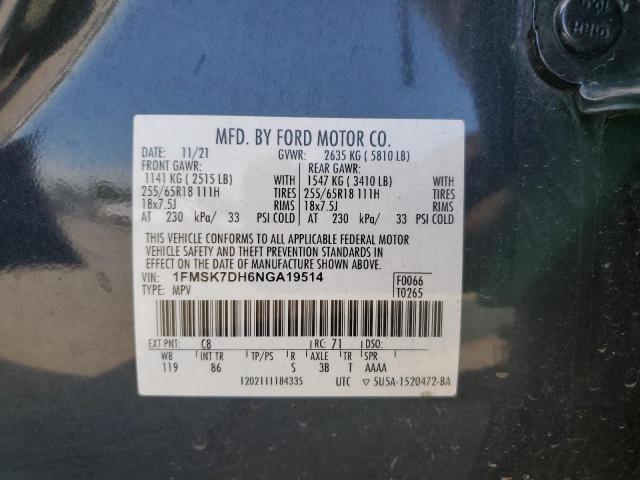 MFD. BY FORD MOTOR CO.
DATE: 11/21 GVWR: 2635 KG ( 5810 LB)
FRONT GAWR: REAR GAWR:
1141 KG ( 2515 LB) WITH 1547 KG ( 3410 LB) WITH
255/65R18 111H TIRES 255/65R18 111H TIRES
18x7.5J RIMS 18x7.5J RIMS
AT 230 kPa/ 33 PSI COLD AT 230 kPa/ 33 PSI COLD
THIS VEHICLE CONFORMS TO ALL APPLICABLE FEDERAL MOTOR
VEHICLE SAFETY AND THEFT PREVENTION STANDARDS IN
EFFECT ON THE DATE OF MANUFACTURE SHOWN ABOVE.
VIN: 1FMSK7DH6NGA19514 F0066
TYPE: MPV T0265
EXT PNT: C8 RC: 71 DSO:
WB INT TR TP/PS R AXLE TR SPR
119 86 S 3B T AAAA
1202111184335 UTC ▽ 5U5A-1520472-BA